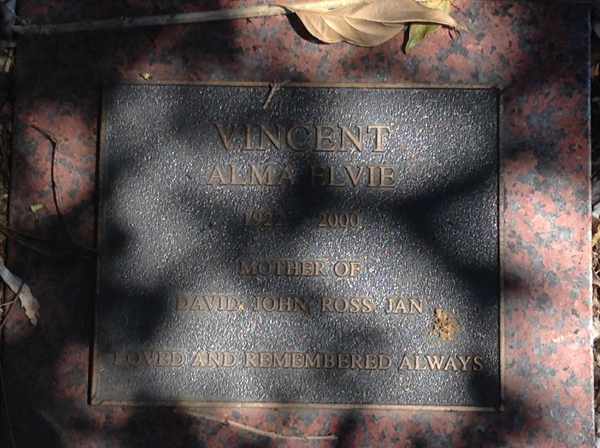 VINCENT
ALMA ELVIE
1922 2000
MOTHER OF
DAVID, JOHN, ROSS, JAN
LOVED AND REMEMBERED ALWAYS